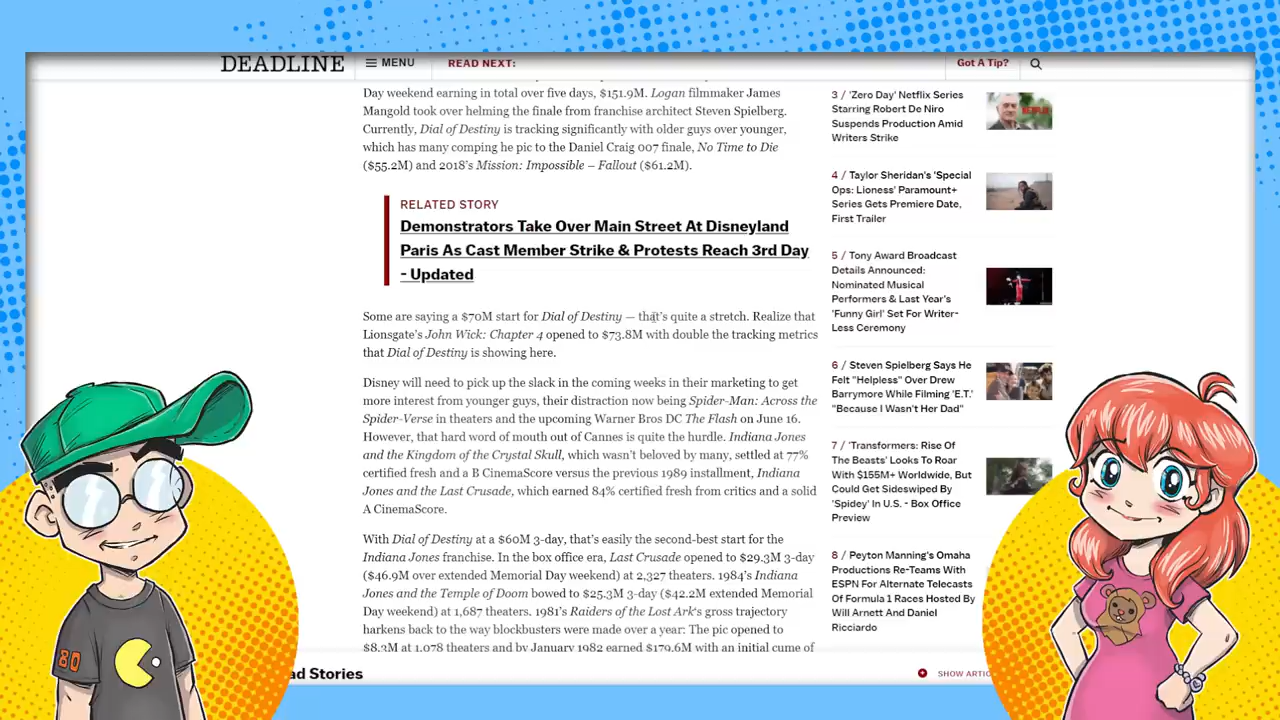 DEADLINE
MENU
READ NEXT:
Got A Tip?
Day weekend earning in total over five days, $151.9M. Logan filmmaker James
Mangold took over helming the finale from franchise architect Steven Spielberg.
Currently, Dial of Destiny is tracking significantly with older guys over younger,
which has many comping he pic to the Daniel Craig 007 finale, No Time to Die
($55.2M) and 2018's Mission: Impossible – Fallout ($61.2M).
RELATED STORY
Demonstrators Take Over Main Street At Disneyland
Paris As Cast Member Strike & Protests Reach 3rd Day
- Updated
Some are saying a $70M start for Dial of Destiny — that's quite a stretch. Realize that
Lionsgate's John Wick: Chapter 4 opened to $73.8M with double the tracking metrics
that Dial of Destiny is showing here.
Disney will need to pick up the slack in the coming weeks in their marketing to get
more interest from younger guys, their distraction now being Spider-Man: Across the
Spider-Verse in theaters and the upcoming Warner Bros DC The Flash on June 16.
However, that hard word of mouth out of Cannes is quite the hurdle. Indiana Jones
and the Kingdom of the Crystal Skull, which wasn't beloved by many, settled at 77%
certified fresh and a B CinemaScore versus the previous 1989 installment, Indiana
Jones and the Last Crusade, which earned 84% certified fresh from critics and a solid
A CinemaScore.
With Dial of Destiny at a $60M 3-day, that's easily the second-best start for the
Indiana Jones franchise. In the box office era, Last Crusade opened to $29.3M 3-day
($46.9M over extended Memorial Day weekend) at 2,327 theaters. 1984's Indiana
Jones and the Temple of Doom bowed to $25.3M 3-day ($42.2M extended Memorial
Day weekend) at 1,687 theaters. 1981's Raiders of the Lost Ark's gross trajectory
harkens back to the way blockbusters were made over a year: The pic opened to
$8.3M at 1,078 theaters and by January 1982 earned $179.6M with an initial cume of
3 / 'Zero Day' Netflix Series
Starring Robert De Niro
Suspends Production Amid
Writers Strike
NETFLIX
4 / Taylor Sheridan's 'Special
Ops: Lioness' Paramount+
Series Gets Premiere Date,
First Trailer
5 / Tony Award Broadcast
Details Announced:
Nominated Musical
Performers & Last Year's
'Funny Girl' Set For Writer-
Less Ceremony
6 / Steven Spielberg Says He
Felt "Helpless" Over Drew
Barrymore While Filming 'E.T.'
"Because I Wasn't Her Dad"
7 / 'Transformers: Rise Of
The Beasts' Looks To Roar
With $155M+ Worldwide, But
Could Get Sideswiped By
'Spidey' In U.S. - Box Office
Preview
8 / Peyton Manning's Omaha
Productions Re-Teams With
ESPN For Alternate Telecasts
Of Formula 1 Races Hosted By
Will Arnett And Daniel
Ricciardo
ad Stories
SHOW ARTIC
80